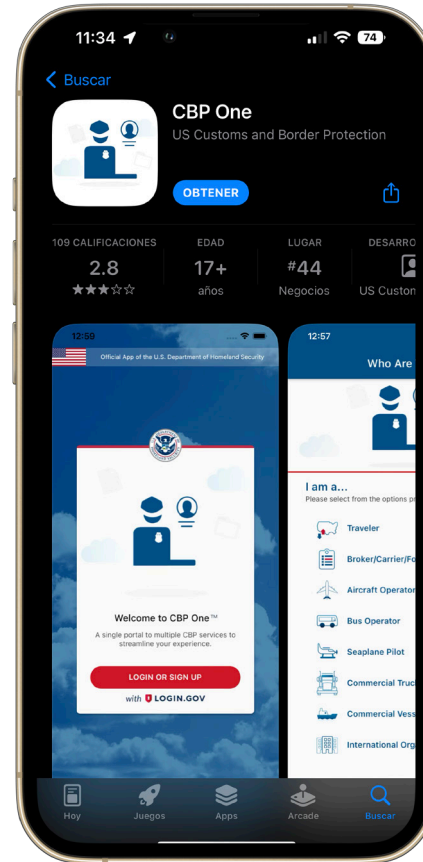 11:34
74
Buscar
CBP One
US Customs and Border Protection
OBTENER
109 CALIFICACIONES
EDAD
LUGAR
DESARRO
2.8
17+
#44
años
Negocios
US Custon
12:59
Official App of the U.S. Department of Homeland Security
Welcome to CBP One™
A single portal to multiple CBP services to
streamline your experience.
LOGIN OR SIGN UP
with LOGIN.GOV
12:57
Who Are
I am a...
Please select from the options pr
Traveler
Broker/Carrier/Fo
Aircraft Operator
Bus Operator
Seaplane Pilot
Commercial Truc
Commercial Vess
International Org
Hoy
Juegos
Apps
Arcade
Buscar